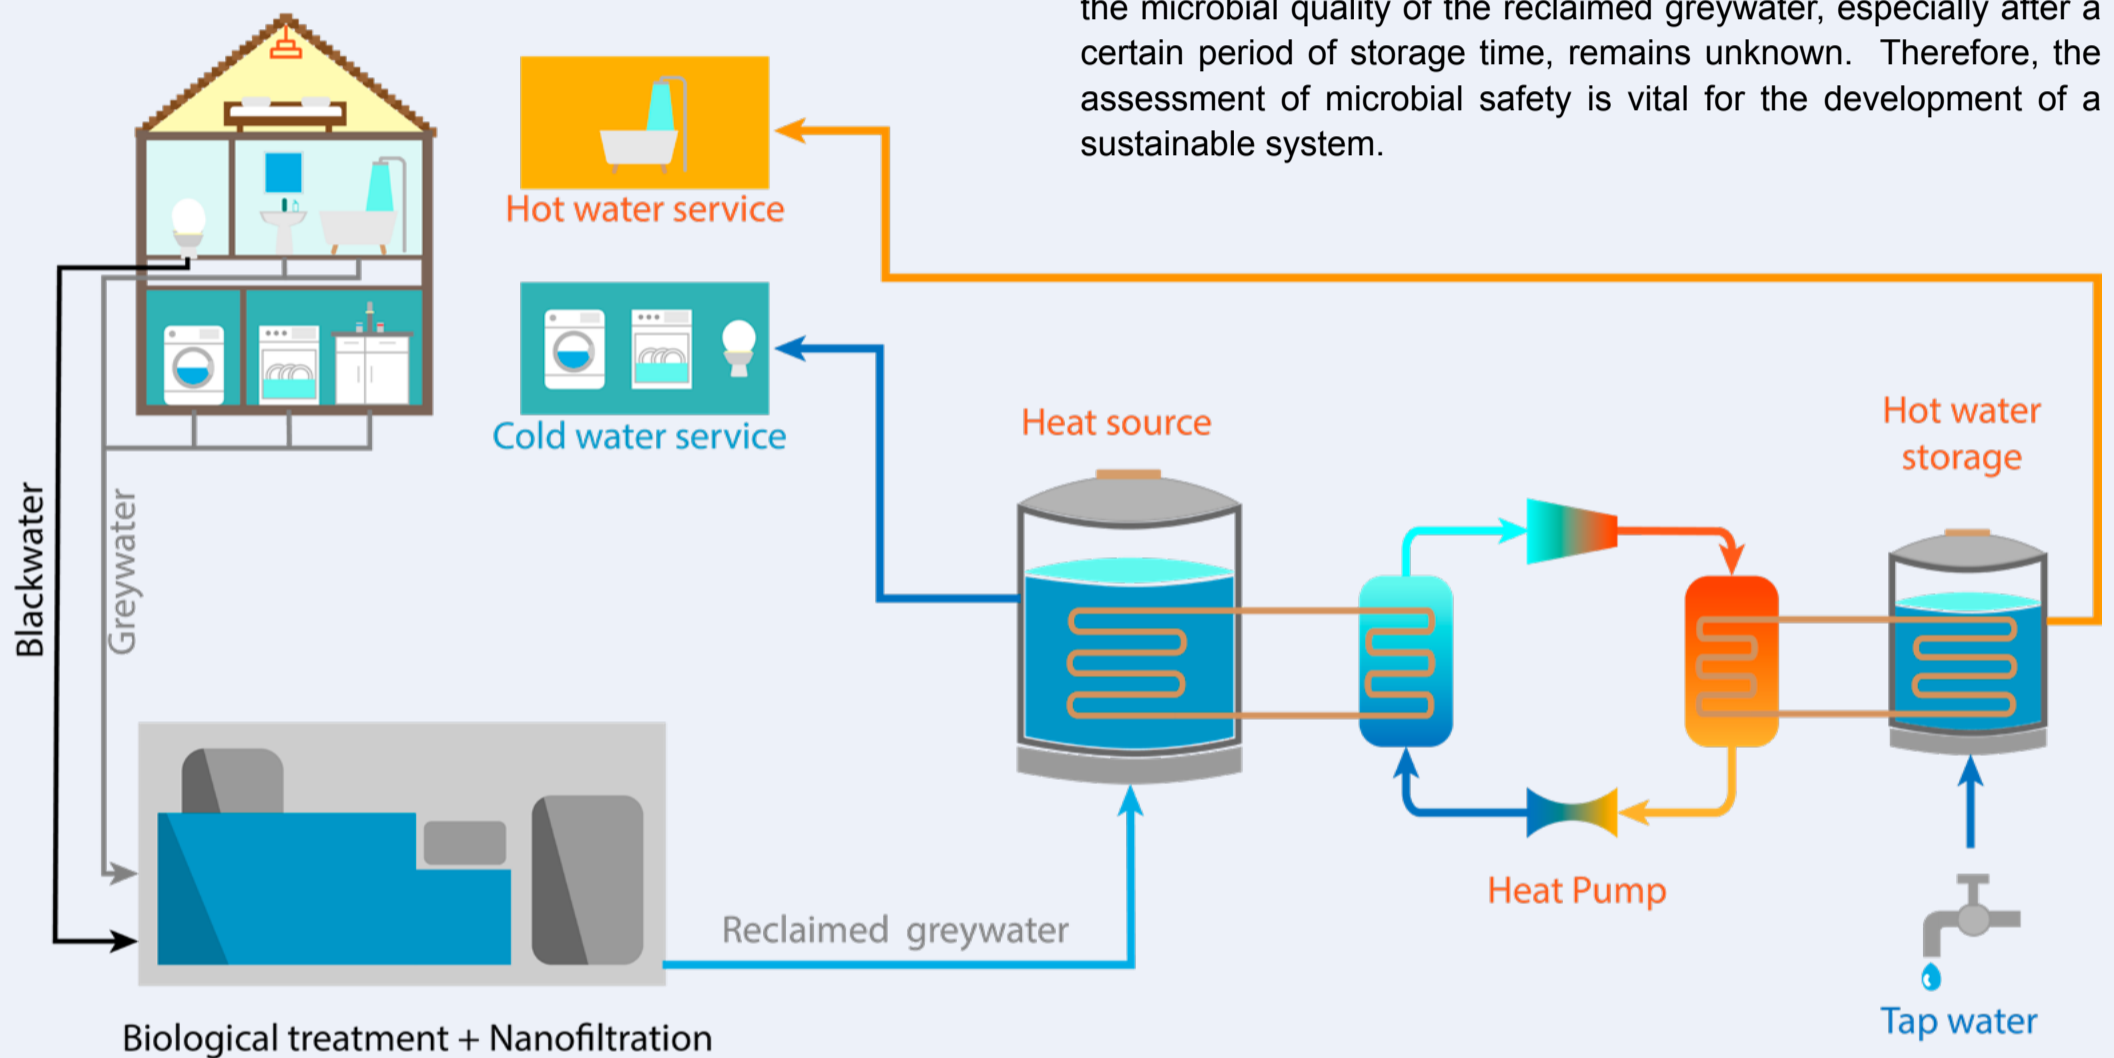 the microbial quality of the reclaimed greywater, especially after a
certain period of storage time, remains unknown. Therefore, the
assessment of microbial safety is vital for the development of a
sustainable system.
Hot water service
Cold water service
Heat source
Hot water
storage
Blackwater
Greywater
Heat Pump
Reclaimed greywater
Tap water
Biological treatment + Nanofiltration